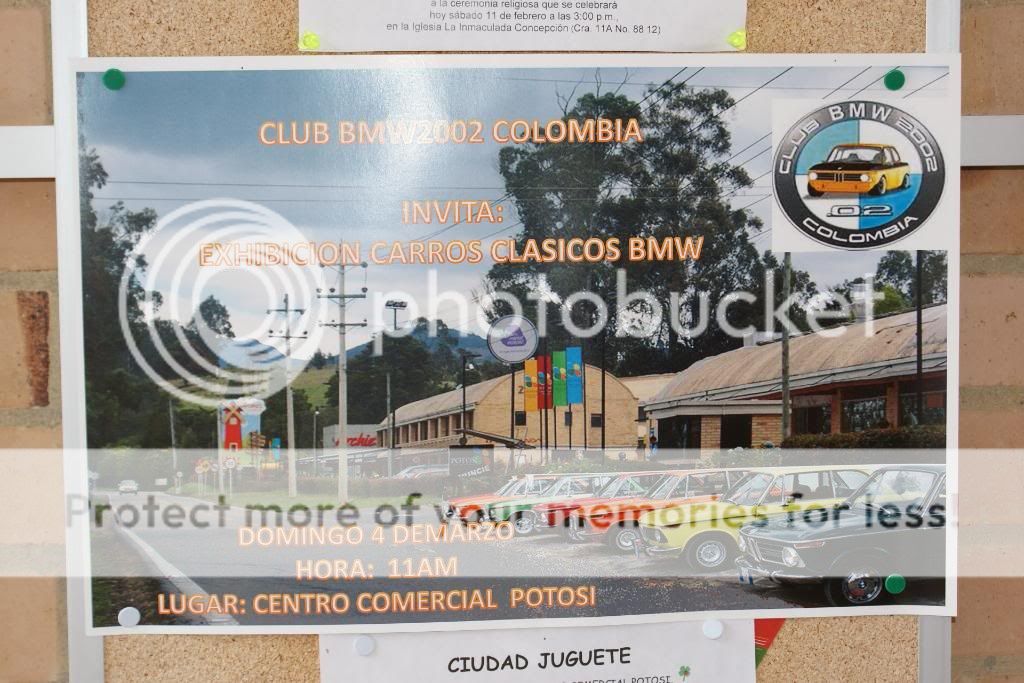 a la ceremonia religiosa que se celebrará
hoy sábado 11 de febrero a las 3:00 p.m.,
en la Iglesia La Inmaculada Concepción (Cra. 11A No. 88 12)
CLUB BMW2002 COLOMBIA
CLUB BMW 2002
02
COLOMBIA
INVITA:
EXHIBICION CARROS CLASICOS BMW
photobucket
Protect more of your memories for less!
DOMINGO 4 DEMARZO
HORA: 11AM
LUGAR: CENTRO COMERCIAL POTOSI
CIUDAD JUGUETE
COMERCIAL POTOSI